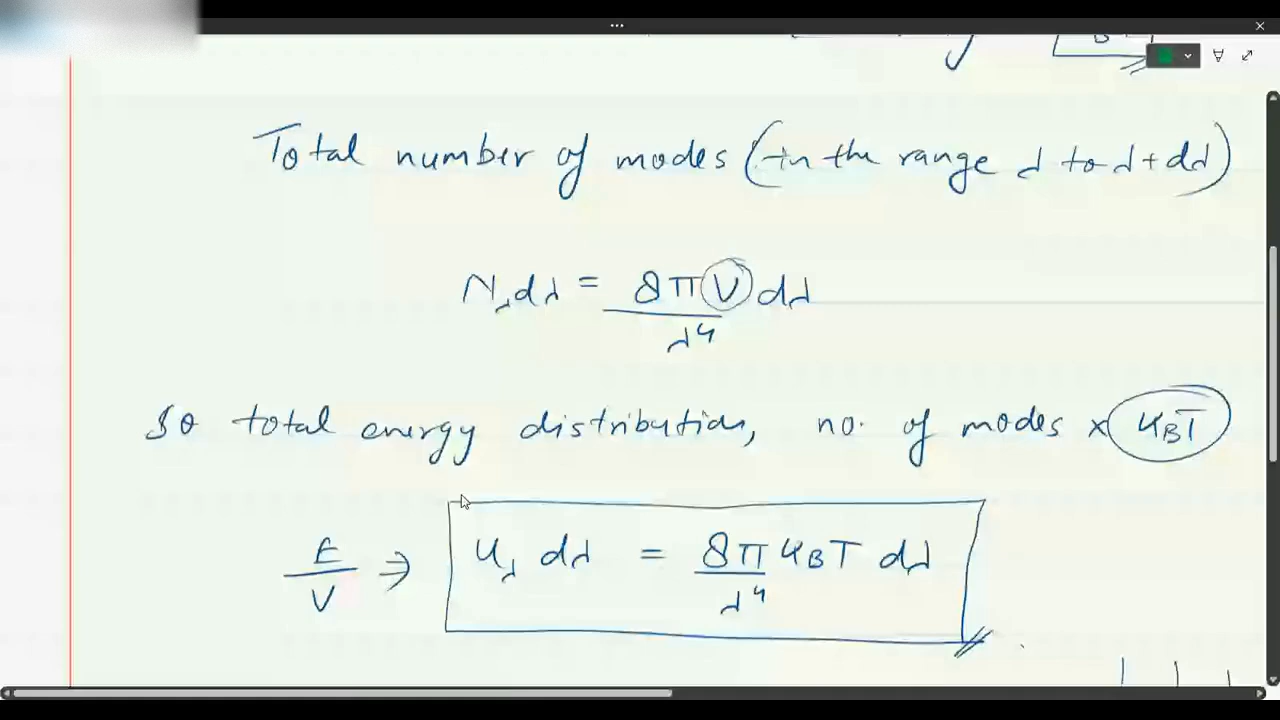 B
Total number of modes (in the range λ to λ + dλ)
N_λ dλ = 8π V dλ / λ⁴
So total energy distribution, no. of modes × k_BT
E/V ⇒ u_λ dλ = 8π/λ⁴ k_BT dλ